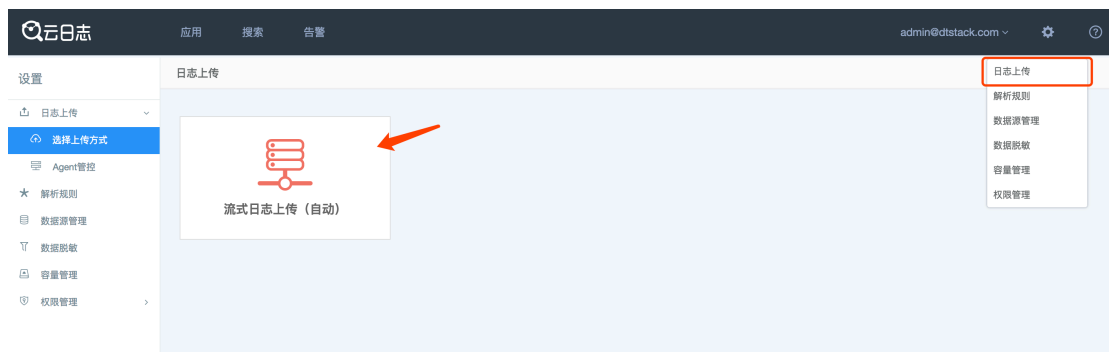 云日志
应用
搜索
告警
admin@dtstack.com
设置
日志上传
日志上传
选择上传方式
Agent管控
解析规则
数据源管理
数据脱敏
容量管理
权限管理
流式日志上传（自动）
日志上传
解析规则
数据源管理
数据脱敏
容量管理
权限管理